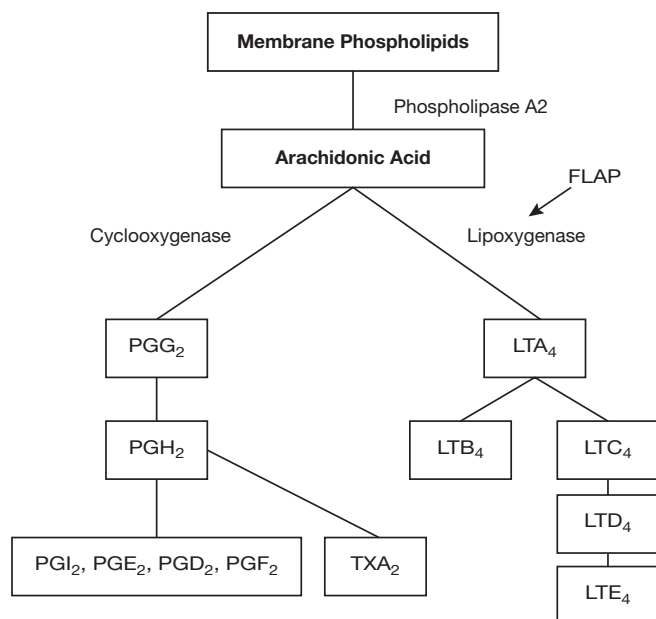 Membrane Phospholipids
Phospholipase A2
Arachidonic Acid
FLAP
Cyclooxygenase
Lipoxygenase
PGG₂
LTA₄
PGH₂
LTB₄
LTC₄
LTD₄
PGI₂, PGE₂, PGD₂, PGF₂
TXA₂
LTE₄